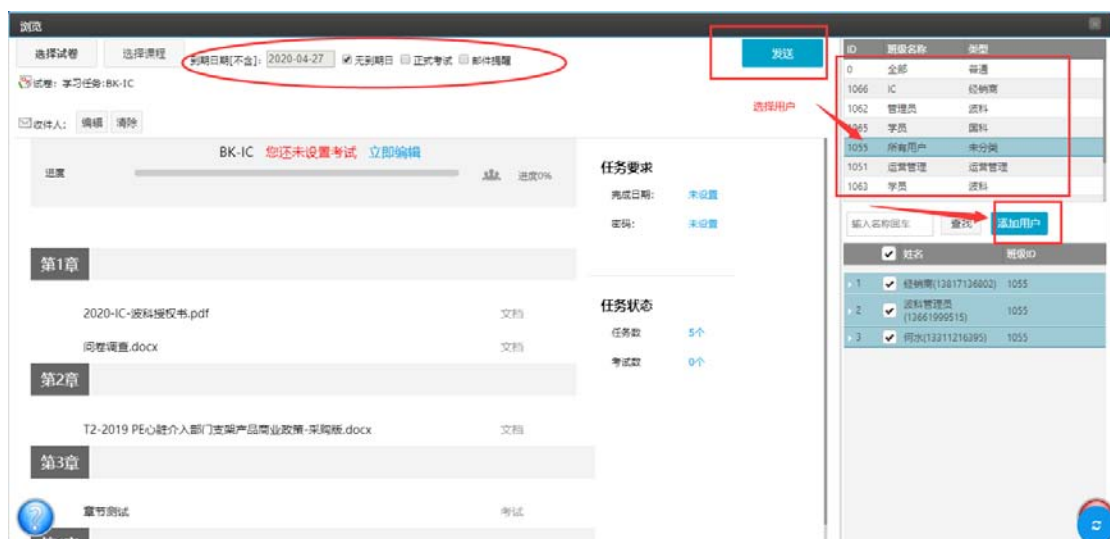 浏览
选择试卷 选择课程 到期日期[不含]: 2020-04-27 无到期日 正式考试 邮件提醒 发送
试卷: 学习任务:BK-IC
选择用户
收件人: 编辑 清除
BK-IC 您还未设置考试 立即编辑
进度 进度0%
第1章
2020-IC-波科授权书.pdf 文档
问卷调查.docx 文档
第2章
T2-2019 PE心脏介入部门支架产品商业政策-采购版.docx 文档
第3章
章节测试 考试
任务要求
完成日期: 未设置
密码: 未设置
任务状态
任务数 5个
考试数 0个
ID 班级名称 类型
0 全部 普通
1066 IC 经销商
1062 管理员 波科
1065 学员 国科
1055 所有用户 未分类
1051 运营管理 运营管理
1063 学员 波科
输入名称回车 查找 添加用户
姓名 班级ID
1 经销商(13817136802) 1055
2 波科管理员
(13661999515) 1055
3 何水(13311216395) 1055